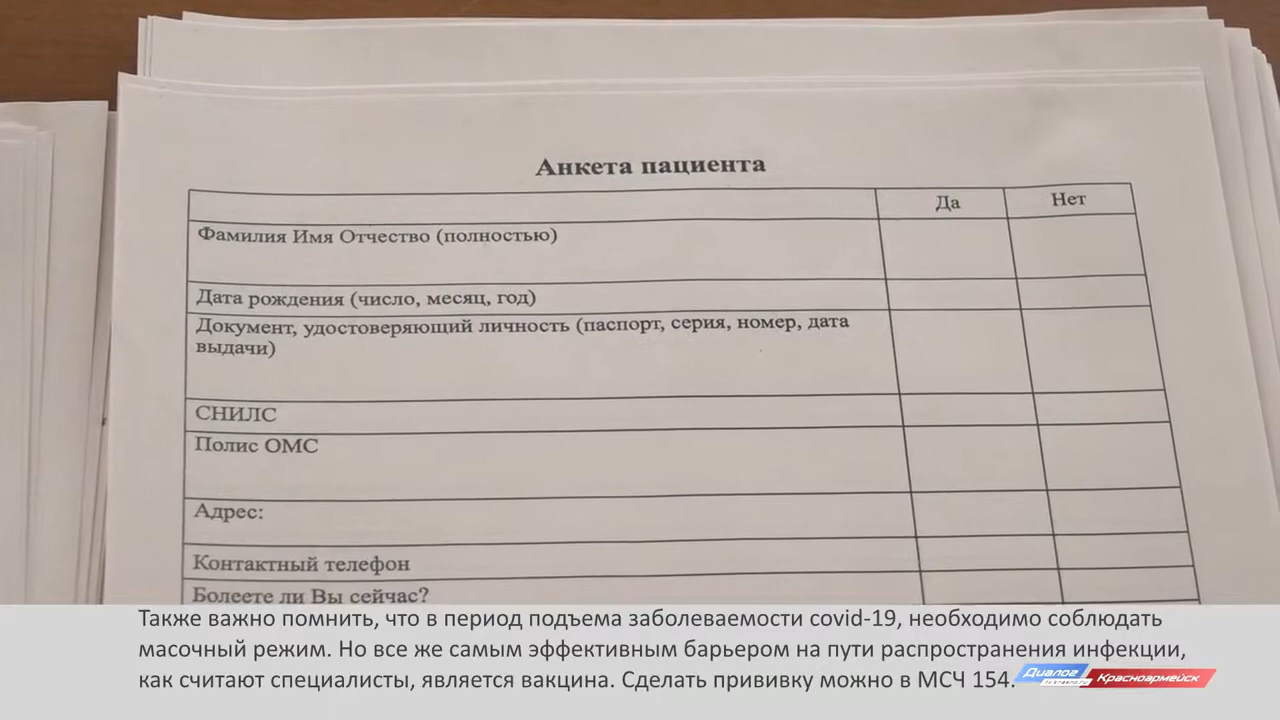 Анкета пациента
Да
Нет
Фамилия Имя Отчество (полностью)
Дата рождения (число, месяц, год)
Документ, удостоверяющий личность (паспорт, серия, номер, дата
выдачи)
СНИЛС
Полис ОМС
Адрес:
Контактный телефон
Болеете ли Вы сейчас?
Также важно помнить, что в период подъема заболеваемости covid-19, необходимо соблюдать
масочный режим. Но все же самым эффективным барьером на пути распространения инфекции,
как считают специалисты, является вакцина. Сделать прививку можно в МСЧ 154.
Диалог
Красноармейск